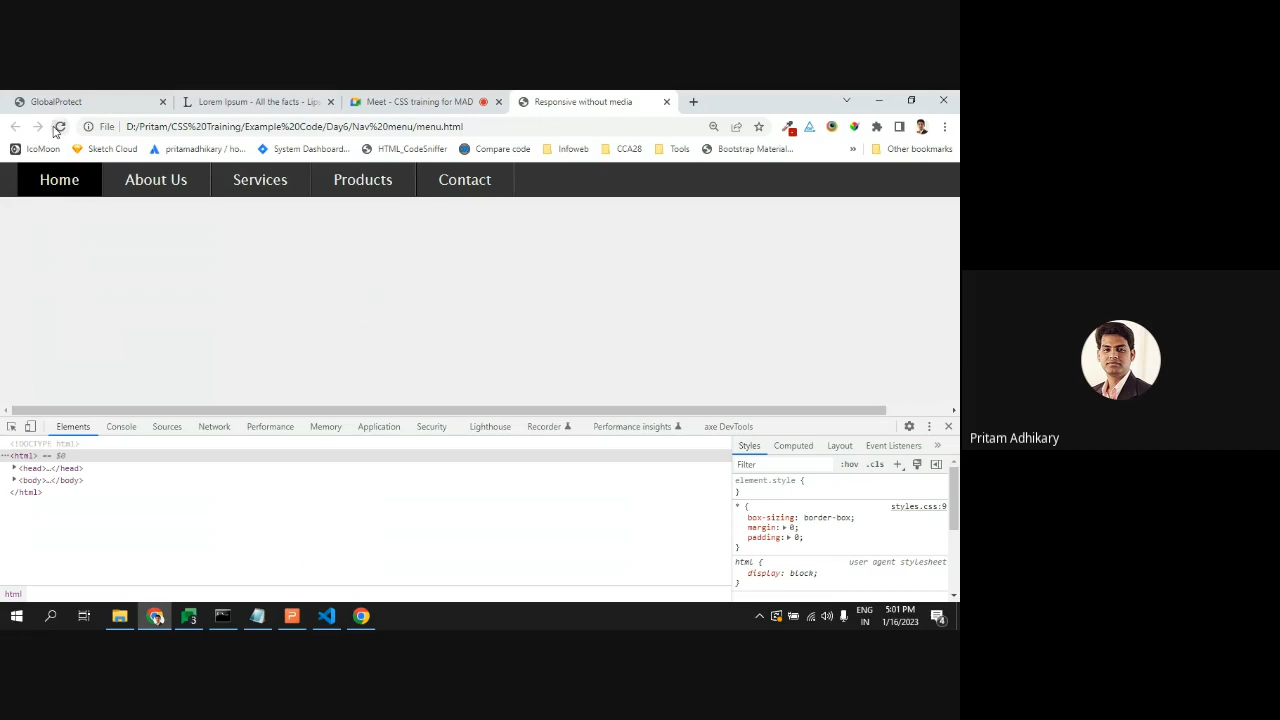 GlobalProtect
Lorem Ipsum - All the facts - Lip
Meet - CSS training for MAD
Responsive without media
File
D:/Pritam/CSS%20Training/Example%20Code/Day6/Nav%20menu/menu.html
IcoMoon
Sketch Cloud
pritamadhikary / ho...
System Dashboard...
HTML_CodeSniffer
Compare code
Infoweb
CCA28
Tools
Bootstrap Material...
»
Other bookmarks
Home
About Us
Services
Products
Contact
Elements
Console
Sources
Network
Performance
Memory
Application
Security
Lighthouse
Recorder
Performance insights
axe DevTools
<!DOCTYPE html>
<html> == $0
<head>…</head>
<body>…</body>
</html>
html
Styles
Computed
Layout
Event Listeners
»
Filter
:hov
.cls
element.style {
}
* {
styles.css:9
box-sizing: border-box;
margin: 0;
padding: 0;
}
html {
user agent stylesheet
display: block;
}
Pritam Adhikary
ENG
IN
5:01 PM
1/16/2023
4